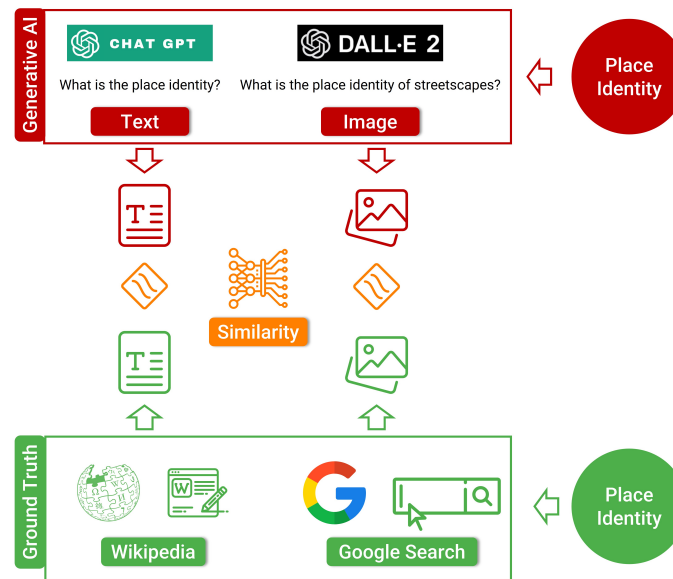 Generative AI
CHAT GPT
DALL·E 2
What is the place identity?
What is the place identity of streetscapes?
Text
Image
Place
Identity
T
Similarity
T
Ground Truth
W
Wikipedia
Google Search
Place
Identity